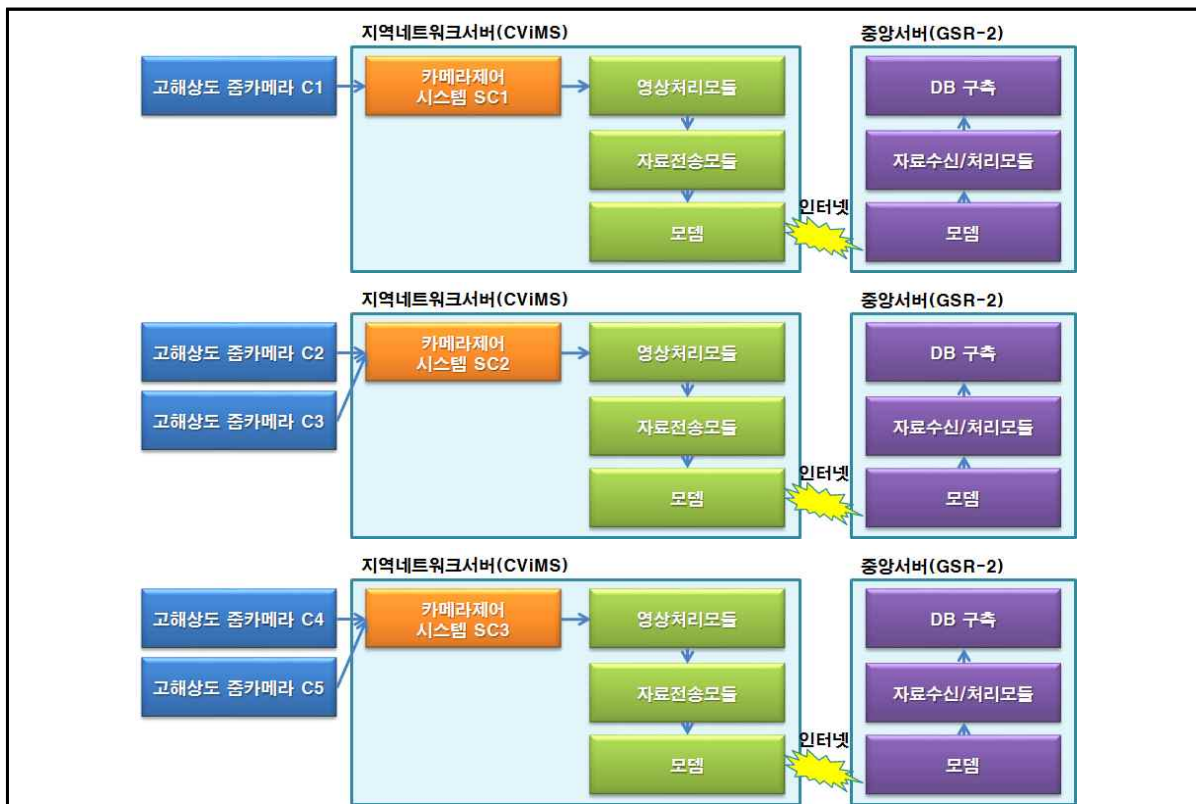 지역네트워크서버(CViMS)
중앙서버(GSR-2)
고해상도 줌카메라 C1
카메라제어
시스템 SC1
영상처리모듈
자료전송모듈
모뎀
인터넷
DB 구축
자료수신/처리모듈
모뎀
지역네트워크서버(CViMS)
중앙서버(GSR-2)
고해상도 줌카메라 C2
고해상도 줌카메라 C3
카메라제어
시스템 SC2
영상처리모듈
자료전송모듈
모뎀
인터넷
DB 구축
자료수신/처리모듈
모뎀
지역네트워크서버(CViMS)
중앙서버(GSR-2)
고해상도 줌카메라 C4
고해상도 줌카메라 C5
카메라제어
시스템 SC3
영상처리모듈
자료전송모듈
모뎀
인터넷
DB 구축
자료수신/처리모듈
모뎀